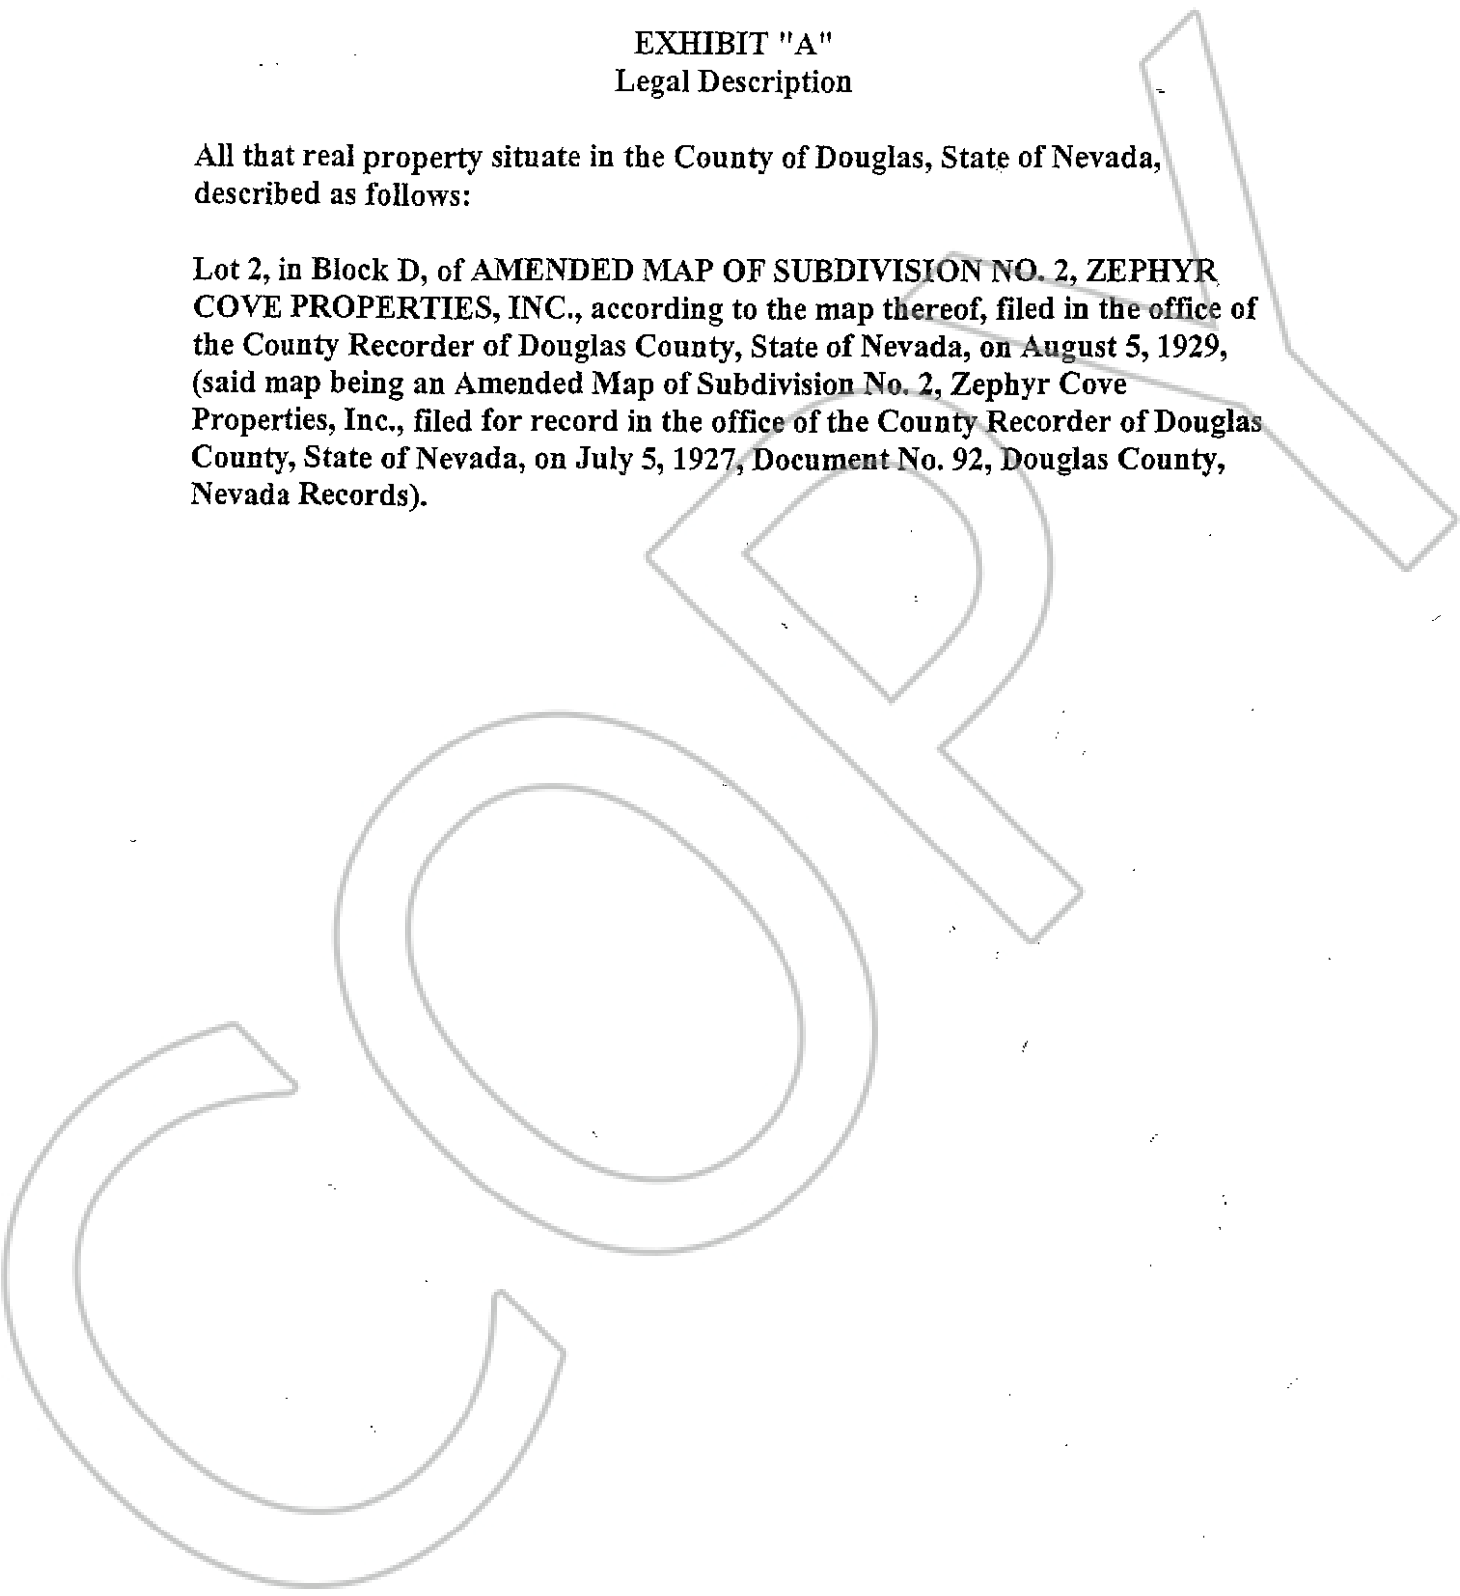 EXHIBIT "A"
Legal Description
All that real property situate in the County of Douglas, State of Nevada,
described as follows:
Lot 2, in Block D, of AMENDED MAP OF SUBDIVISION NO. 2, ZEPHYR
COVE PROPERTIES, INC., according to the map thereof, filed in the office of
the County Recorder of Douglas County, State of Nevada, on August 5, 1929,
(said map being an Amended Map of Subdivision No. 2, Zephyr Cove
Properties, Inc., filed for record in the office of the County Recorder of Douglas
County, State of Nevada, on July 5, 1927, Document No. 92, Douglas County,
Nevada Records).
COPY